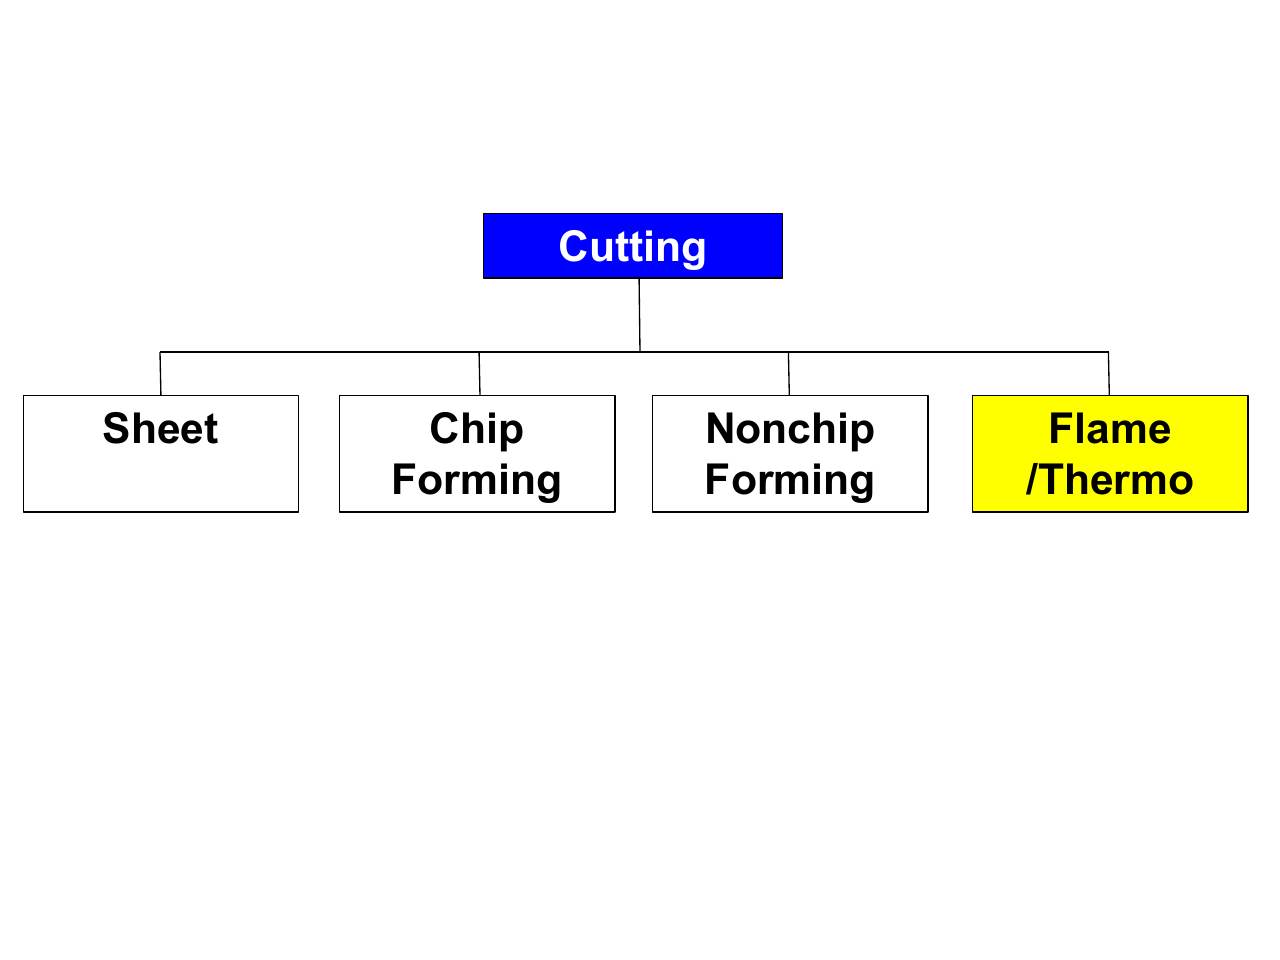 Cutting
Sheet
Chip
Forming
Nonchip
Forming
Flame
/Thermo